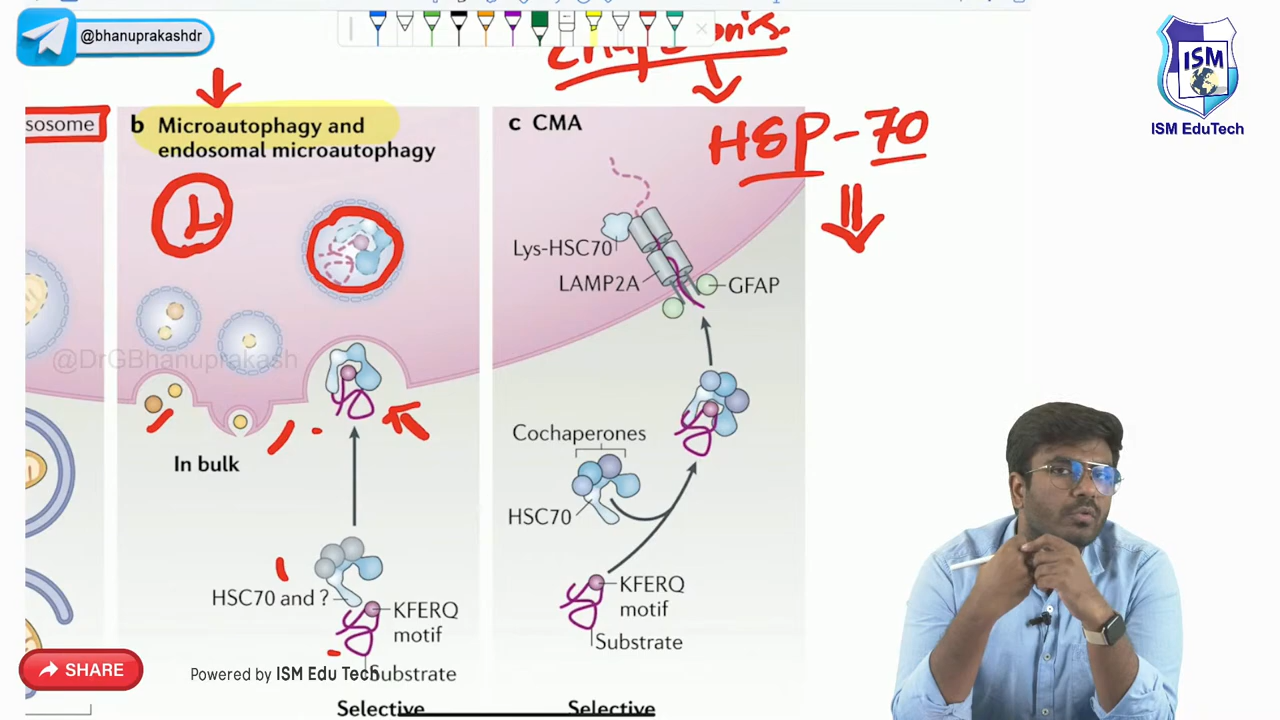 @bhanuprakashdr
ISM
ISM EduTech
sosome
b Microautophagy and
endosomal microautophagy
L
@DrGBhanuprakash
In bulk
HSC70 and ?
KFERQ
motif
Substrate
Selective
c CMA
HSP-70
Lys-HSC70
LAMP2A
GFAP
Cochaperones
HSC70
KFERQ
motif
Substrate
Selective
SHARE
Powered by ISM Edu Tech